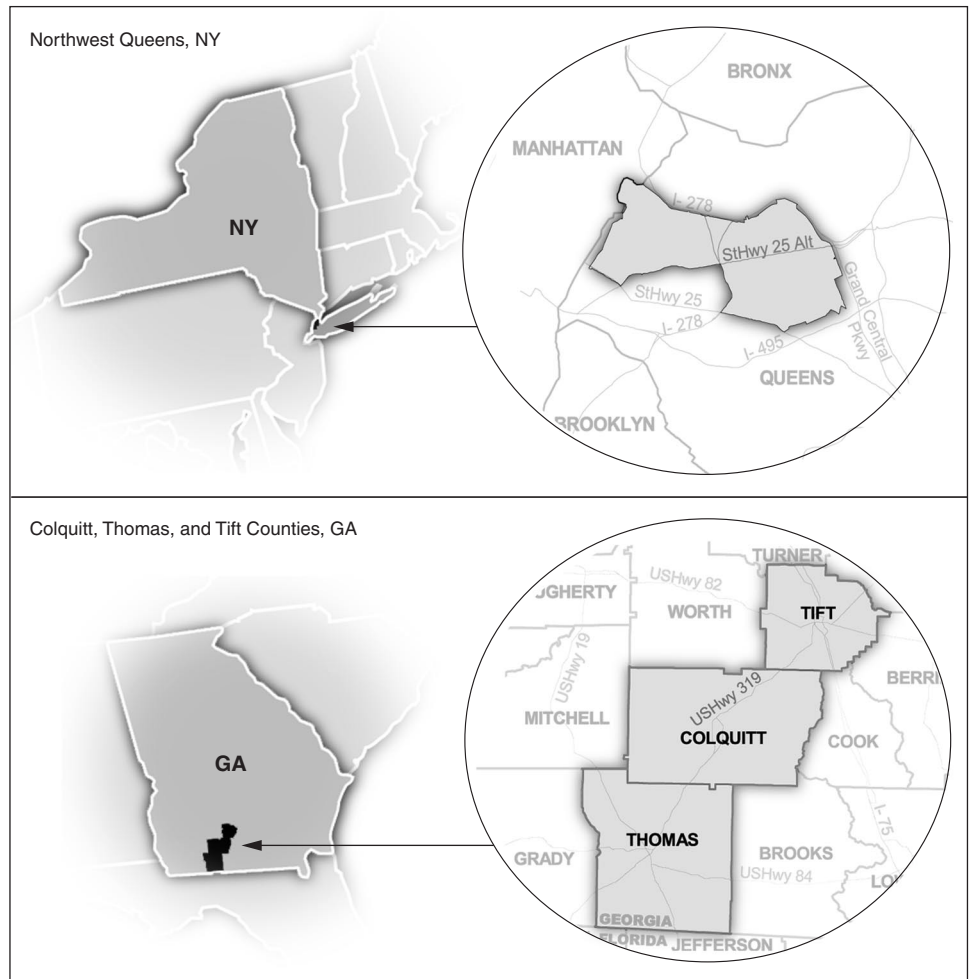 Northwest Queens, NY
NY
BRONX
MANHATTAN
I- 278
StHwy 25 Alt
StHwy 25
I- 278
I- 495
Grand Central
Pkwy
QUEENS
BROOKLYN
Colquitt, Thomas, and Tift Counties, GA
GA
TURNER
USHwy 82
UGHERTY
WORTH
TIFT
USHwy 19
BERRI
USHwy 319
MITCHELL
COLQUITT
COOK
I- 75
THOMAS
GRADY
BROOKS
USHwy 84
GEORGIA
FLORIDA
JEFFERSON